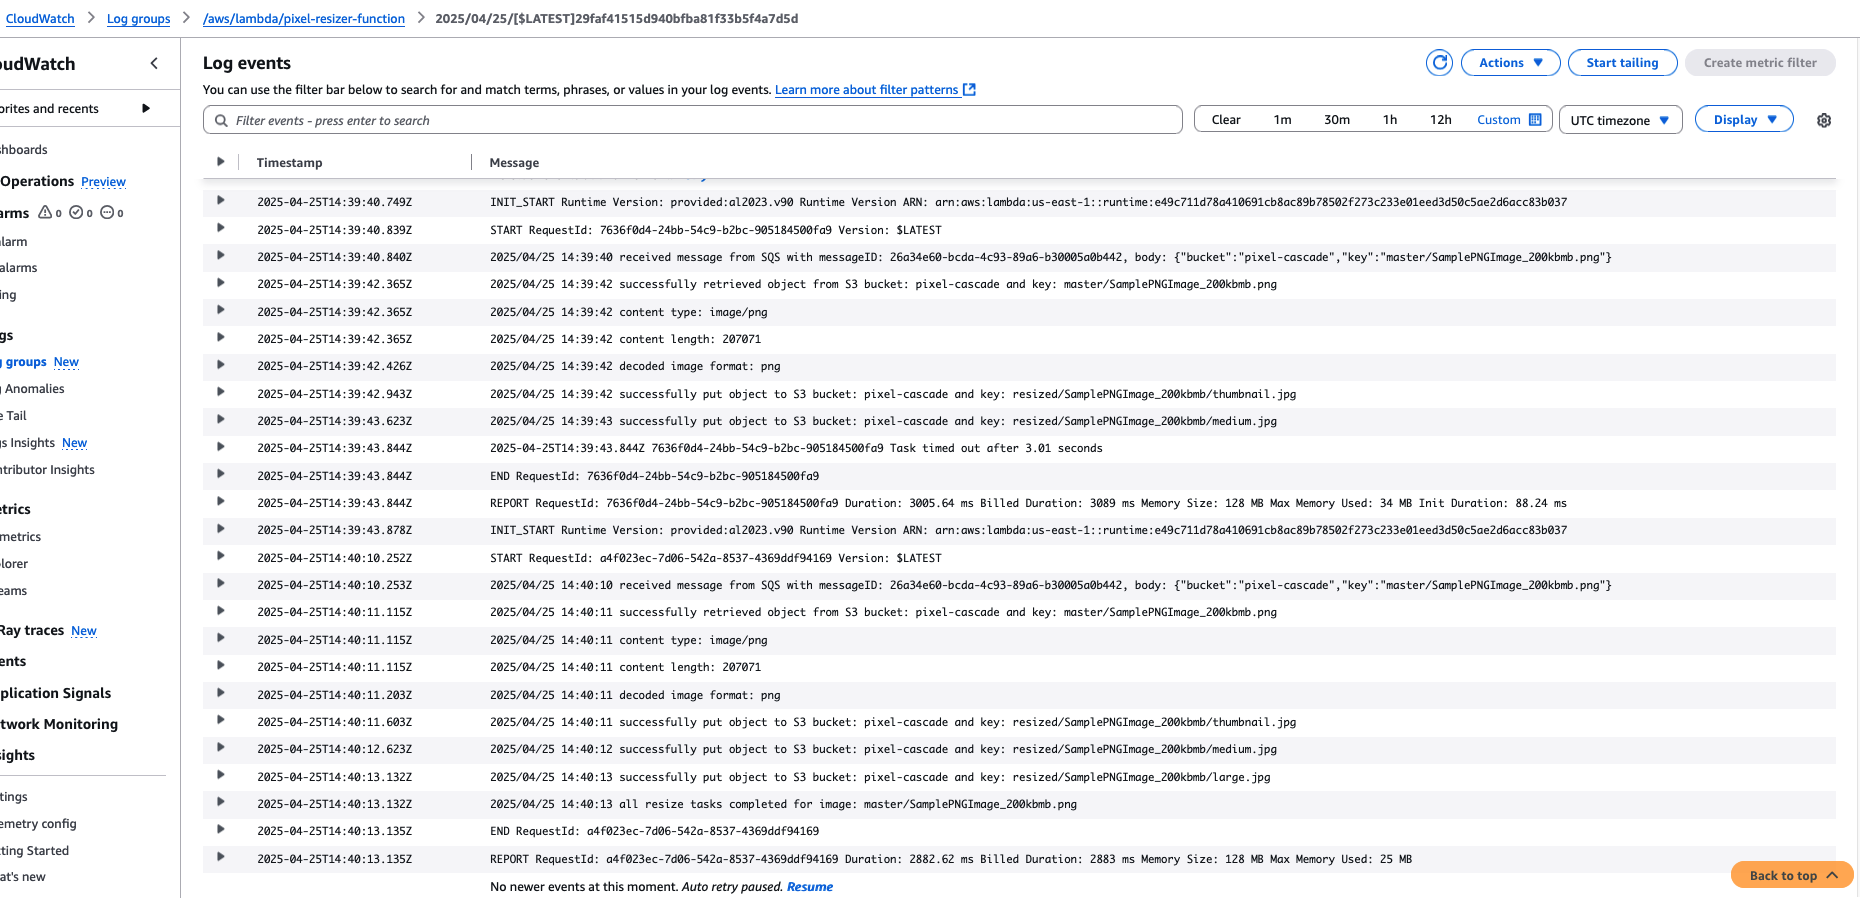 CloudWatch > Log groups > /aws/lambda/pixel-resizer-function > 2025/04/25/[$LATEST]29faf41515d940bfba81f33b5f4a7d5d
oudWatch
orites and recents
hboards
Operations Preview
rms 0 0 0
larm
alarms
ing
gs
groups New
Anomalies
e Tail
gs Insights New
ntributor Insights
etrics
metrics
lorer
eams
Ray traces New
ents
plication Signals
twork Monitoring
sights
tings
emetry config
ting Started
at's new
Log events
Actions Start tailing Create metric filter
You can use the filter bar below to search for and match terms, phrases, or values in your log events. Learn more about filter patterns
Filter events - press enter to search Clear 1m 30m 1h 12h Custom UTC timezone Display
Timestamp Message
2025-04-25T14:39:40.749Z INIT_START Runtime Version: provided:al2023.v90 Runtime Version ARN: arn:aws:lambda:us-east-1::runtime:e49c711d78a410691cb8ac89b78502f273c233e01eed3d50c5ae2d6acc83b037
2025-04-25T14:39:40.839Z START RequestId: 7636f0d4-24bb-54c9-b2bc-905184500fa9 Version: $LATEST
2025-04-25T14:39:40.840Z 2025/04/25 14:39:40 received message from SQS with messageID: 26a34e60-bcda-4c93-89a6-b30005a0b442, body: {"bucket":"pixel-cascade","key":"master/SamplePNGImage_200kbmb.png"}
2025-04-25T14:39:42.365Z 2025/04/25 14:39:42 successfully retrieved object from S3 bucket: pixel-cascade and key: master/SamplePNGImage_200kbmb.png
2025-04-25T14:39:42.365Z 2025/04/25 14:39:42 content type: image/png
2025-04-25T14:39:42.365Z 2025/04/25 14:39:42 content length: 207071
2025-04-25T14:39:42.426Z 2025/04/25 14:39:42 decoded image format: png
2025-04-25T14:39:42.943Z 2025/04/25 14:39:42 successfully put object to S3 bucket: pixel-cascade and key: resized/SamplePNGImage_200kbmb/thumbnail.jpg
2025-04-25T14:39:43.623Z 2025/04/25 14:39:43 successfully put object to S3 bucket: pixel-cascade and key: resized/SamplePNGImage_200kbmb/medium.jpg
2025-04-25T14:39:43.844Z 2025-04-25T14:39:43.844Z 7636f0d4-24bb-54c9-b2bc-905184500fa9 Task timed out after 3.01 seconds
2025-04-25T14:39:43.844Z END RequestId: 7636f0d4-24bb-54c9-b2bc-905184500fa9
2025-04-25T14:39:43.844Z REPORT RequestId: 7636f0d4-24bb-54c9-b2bc-905184500fa9 Duration: 3005.64 ms Billed Duration: 3089 ms Memory Size: 128 MB Max Memory Used: 34 MB Init Duration: 88.24 ms
2025-04-25T14:39:43.878Z INIT_START Runtime Version: provided:al2023.v90 Runtime Version ARN: arn:aws:lambda:us-east-1::runtime:e49c711d78a410691cb8ac89b78502f273c233e01eed3d50c5ae2d6acc83b037
2025-04-25T14:40:10.252Z START RequestId: a4f023ec-7d06-542a-8537-4369ddf94169 Version: $LATEST
2025-04-25T14:40:10.253Z 2025/04/25 14:40:10 received message from SQS with messageID: 26a34e60-bcda-4c93-89a6-b30005a0b442, body: {"bucket":"pixel-cascade","key":"master/SamplePNGImage_200kbmb.png"}
2025-04-25T14:40:11.115Z 2025/04/25 14:40:11 successfully retrieved object from S3 bucket: pixel-cascade and key: master/SamplePNGImage_200kbmb.png
2025-04-25T14:40:11.115Z 2025/04/25 14:40:11 content type: image/png
2025-04-25T14:40:11.115Z 2025/04/25 14:40:11 content length: 207071
2025-04-25T14:40:11.203Z 2025/04/25 14:40:11 decoded image format: png
2025-04-25T14:40:11.603Z 2025/04/25 14:40:11 successfully put object to S3 bucket: pixel-cascade and key: resized/SamplePNGImage_200kbmb/thumbnail.jpg
2025-04-25T14:40:12.623Z 2025/04/25 14:40:12 successfully put object to S3 bucket: pixel-cascade and key: resized/SamplePNGImage_200kbmb/medium.jpg
2025-04-25T14:40:13.132Z 2025/04/25 14:40:13 successfully put object to S3 bucket: pixel-cascade and key: resized/SamplePNGImage_200kbmb/large.jpg
2025-04-25T14:40:13.132Z 2025/04/25 14:40:13 all resize tasks completed for image: master/SamplePNGImage_200kbmb.png
2025-04-25T14:40:13.135Z END RequestId: a4f023ec-7d06-542a-8537-4369ddf94169
2025-04-25T14:40:13.135Z REPORT RequestId: a4f023ec-7d06-542a-8537-4369ddf94169 Duration: 2882.62 ms Billed Duration: 2883 ms Memory Size: 128 MB Max Memory Used: 25 MB
No newer events at this moment. Auto retry paused. Resume
Back to top